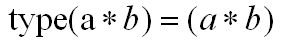 type(a * b) = (a * b)